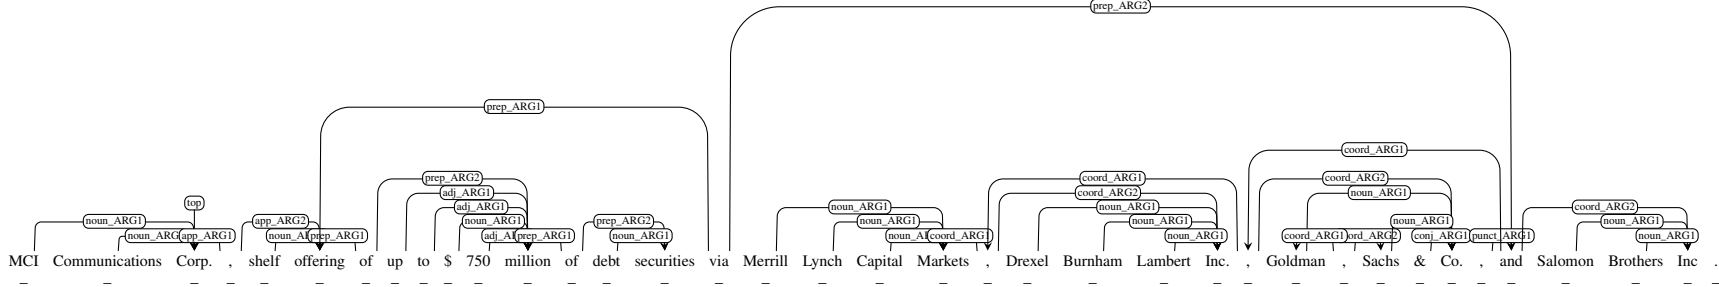 prep_ARG2
prep_ARG1
coord_ARG1
prep_ARG2 coord_ARG1 coord_ARG2
adj_ARG1 coord_ARG2 noun_ARG1
top adj_ARG1 noun_ARG1 noun_ARG1 coord_ARG2
noun_ARG1 app_ARG2 noun_ARG1 prep_ARG2 noun_ARG1 noun_ARG1 noun_ARG1 noun_ARG1
app_ARG1 prep_ARG1 prep_ARG1 noun_ARG1 coord_ARG1 noun_ARG1 coord_ARG1 conj_ARG1 punct_ARG1 noun_ARG1
MCI Communications Corp. , shelf offering of up to $ 750 million of debt securities via Merrill Lynch Capital Markets , Drexel Burnham Lambert Inc. , Goldman , Sachs & Co. , and Salomon Brothers Inc .
_ _ _ _ _ _ _ _ _ _ _ _ _ _ _ _ _ _ _ _ _ _ _ _ _ _ _ _ _ _ _ _ _ _ _ _